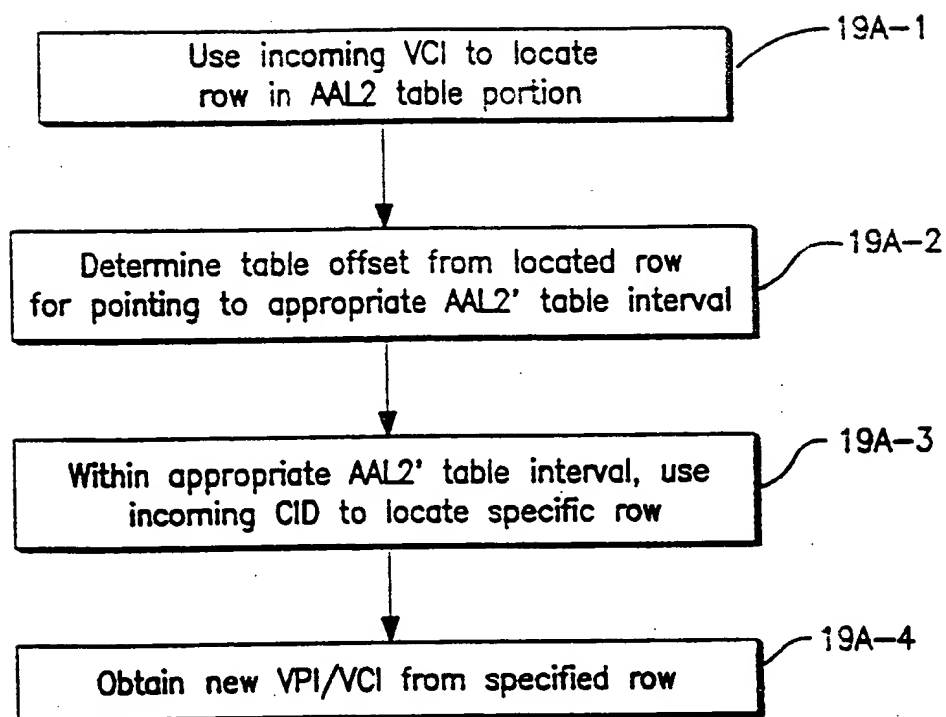 19A-1
Use incoming VCI to locate
row in AAL2 table portion
19A-2
Determine table offset from located row
for pointing to appropriate AAL2' table interval
19A-3
Within appropriate AAL2' table interval, use
incoming CID to locate specific row
19A-4
Obtain new VPI/VCI from specified row